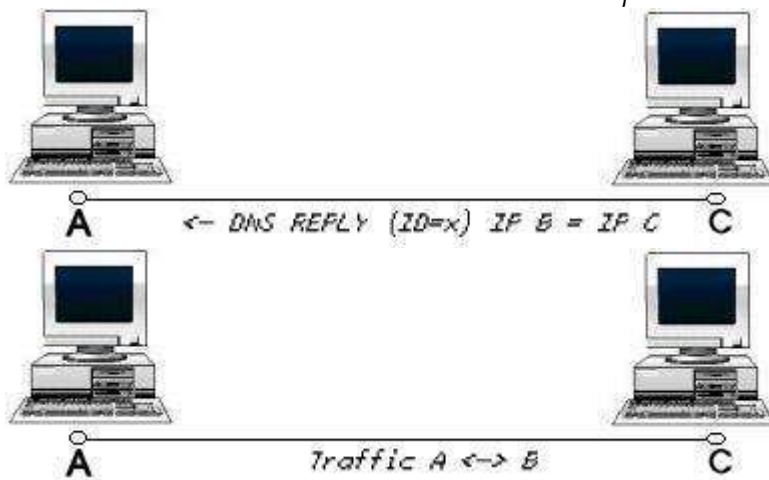 A
<- DNS REPLY (ID=x) IP B = IP C
C
A
Traffic A <-> B
C